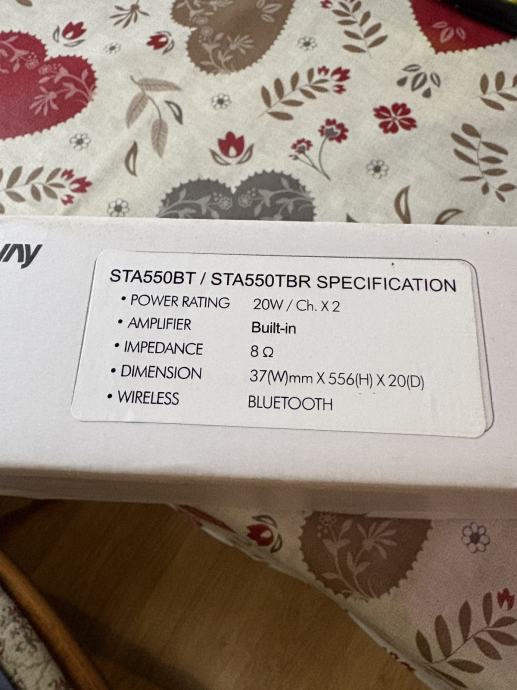 STA550BT / STA550TBR SPECIFICATION
• POWER RATING 20W / Ch. X 2
• AMPLIFIER Built-in
• IMPEDANCE 8 Ω
• DIMENSION 37(W)mm X 556(H) X 20(D)
• WIRELESS BLUETOOTH